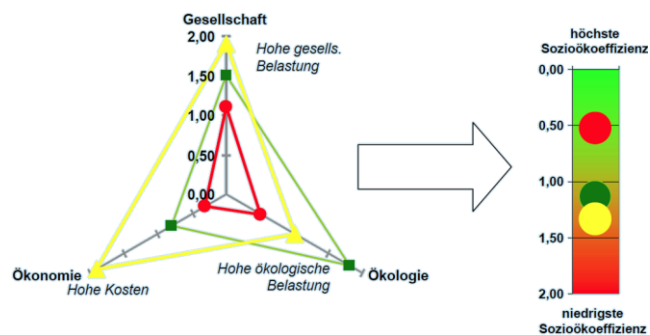 Gesellschaft
2,00
Hohe gesells.
Belastung
1,50
1,00
0,50
0,00
Ökonomie
Hohe Kosten
Hohe ökologische
Belastung
Ökologie
höchste
Sozioökoeffizienz
0,00
0,50
1,00
1,50
2,00
niedrigste
Sozioökoeffizienz